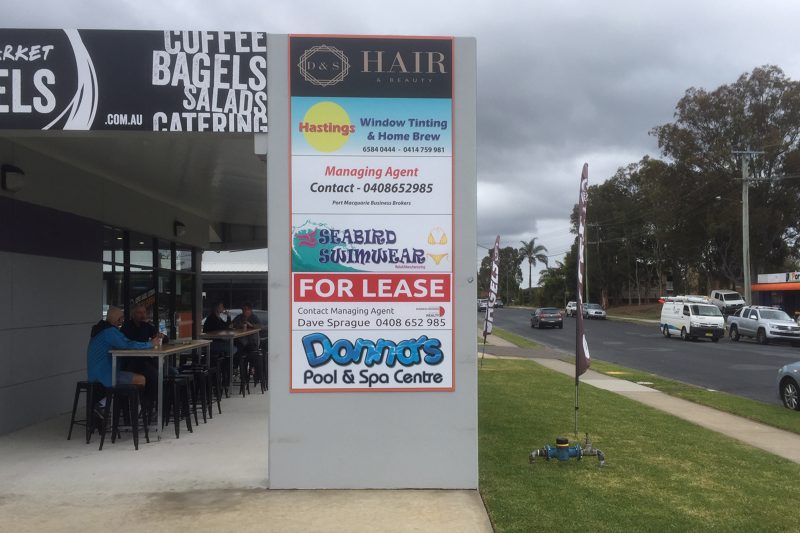 ARKET
ELS
COFFEE
BAGELS
SALADS
CATERING
.COM.AU
D & S
HAIR
& BEAUTY
Hastings
Window Tinting
& Home Brew
6584 0444 - 0414 759 981
Managing Agent
Contact - 0408652985
Port Macquarie Business Brokers
SEABIRD
SWIMWEAR
FOR LEASE
Contact Managing Agent
Dave Sprague 0408 652 985
REALTY
Donna's
Pool & Spa Centre